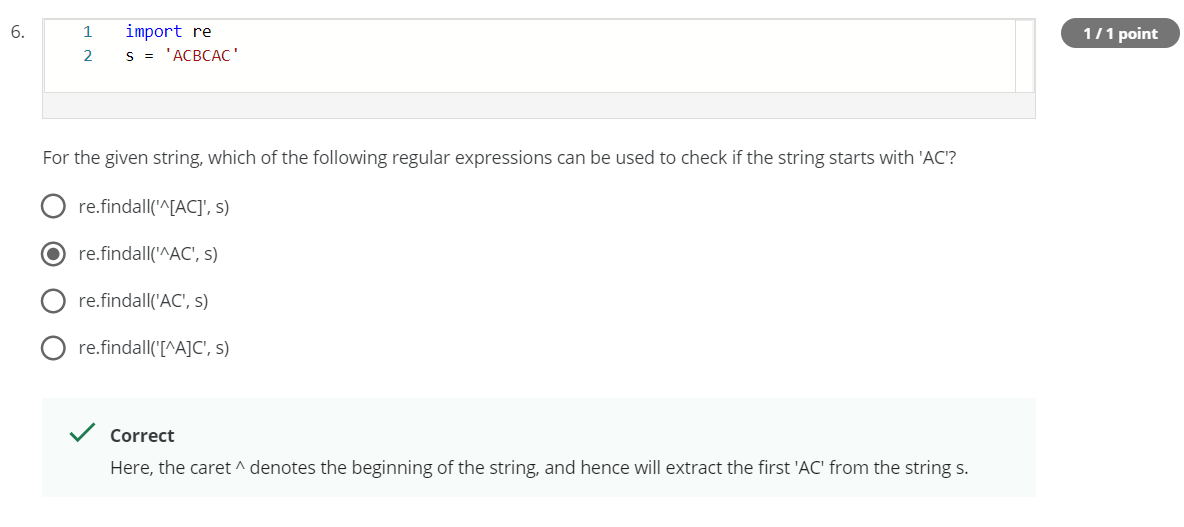 6.
1 import re
1 / 1 point
2 s = 'ACBCAC'
For the given string, which of the following regular expressions can be used to check if the string starts with 'AC'?
re.findall('^[AC]', s)
re.findall('^AC', s)
re.findall('AC', s)
re.findall('[^A]C', s)
Correct
Here, the caret ^ denotes the beginning of the string, and hence will extract the first 'AC' from the string s.